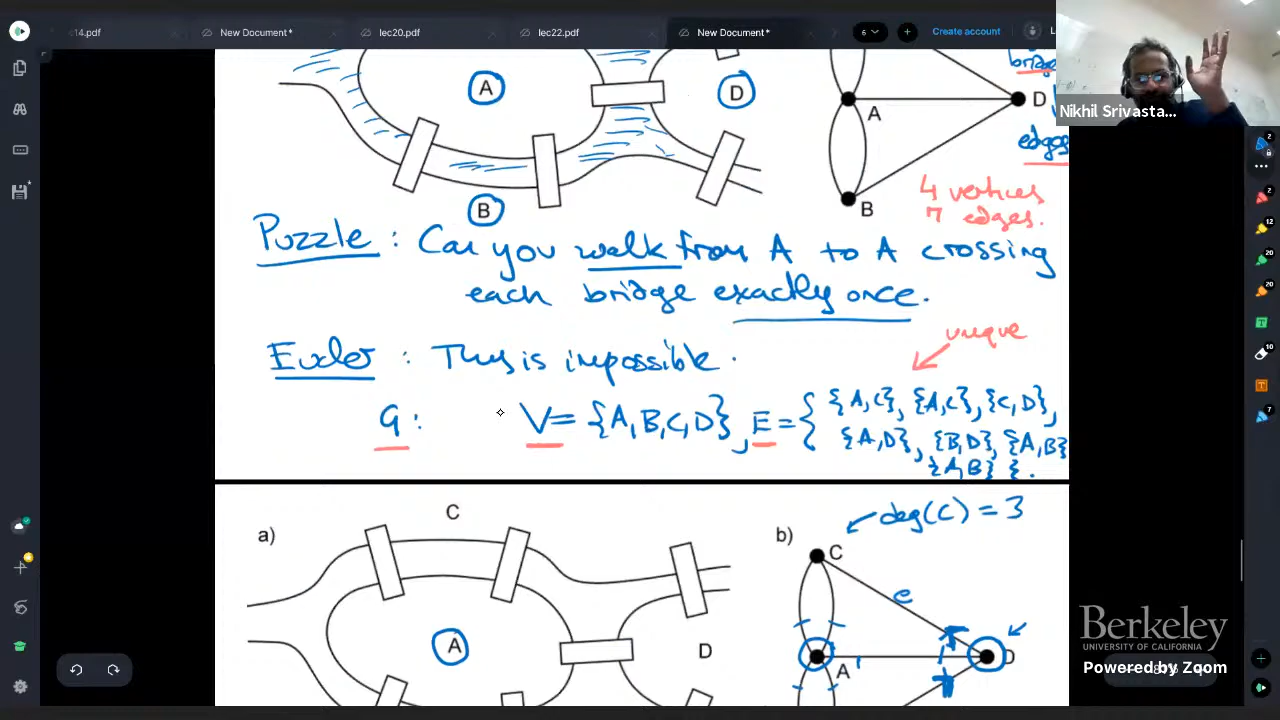 14.pdf
New Document*
lec20.pdf
lec22.pdf
New Document*
6
Create account
A
D
B
A
D
B
bridge
edges
4 vertices
7 edges.
Nikhil Srivasta...
Puzzle : Can you walk from A to A crossing
each bridge exactly once.
Euler : This is impossible.
unique
G: V = {A,B,C,D}, E = { {A,C}, {A,C}, {C,D},
{A,D}, {B,D}, {A,B}
{A,B} }.
a)
C
A
D
b)
deg(C) = 3
C
e
A
D
Berkeley
UNIVERSITY OF CALIFORNIA
Powered by Zoom